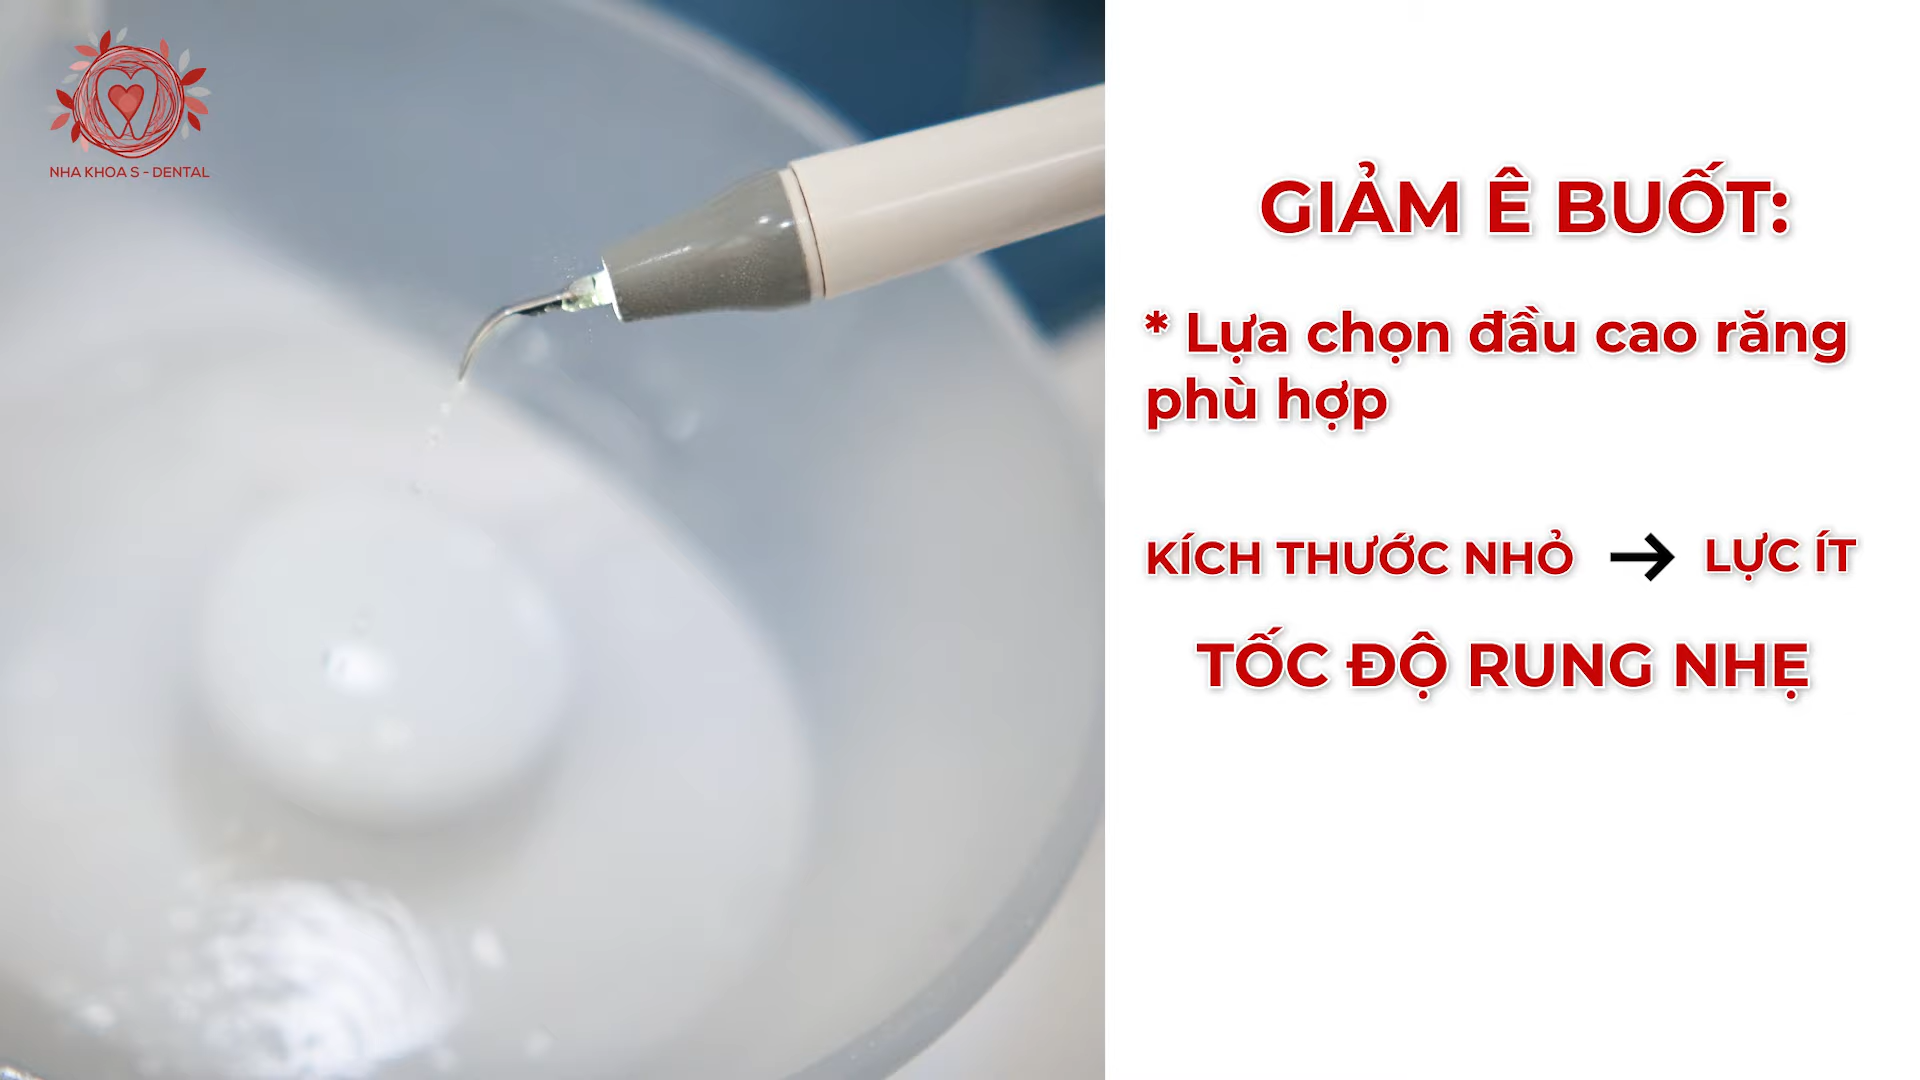 NHA KHOA S - DENTAL
GIẢM Ê BUỐT:
* Lựa chọn đầu cao răng
phù hợp
KÍCH THƯỚC NHỎ → LỰC ÍT
TỐC ĐỘ RUNG NHẸ